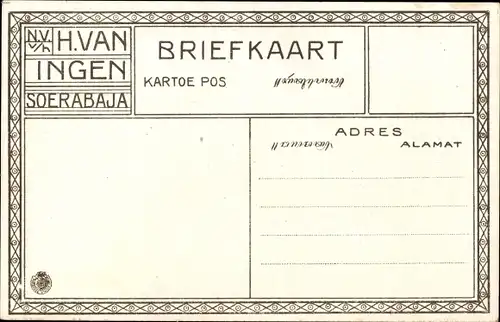 N.V. v/h H. VAN
INGEN
SOERABAJA
BRIEFKAART
KARTOE POS
ADRES
ALAMAT